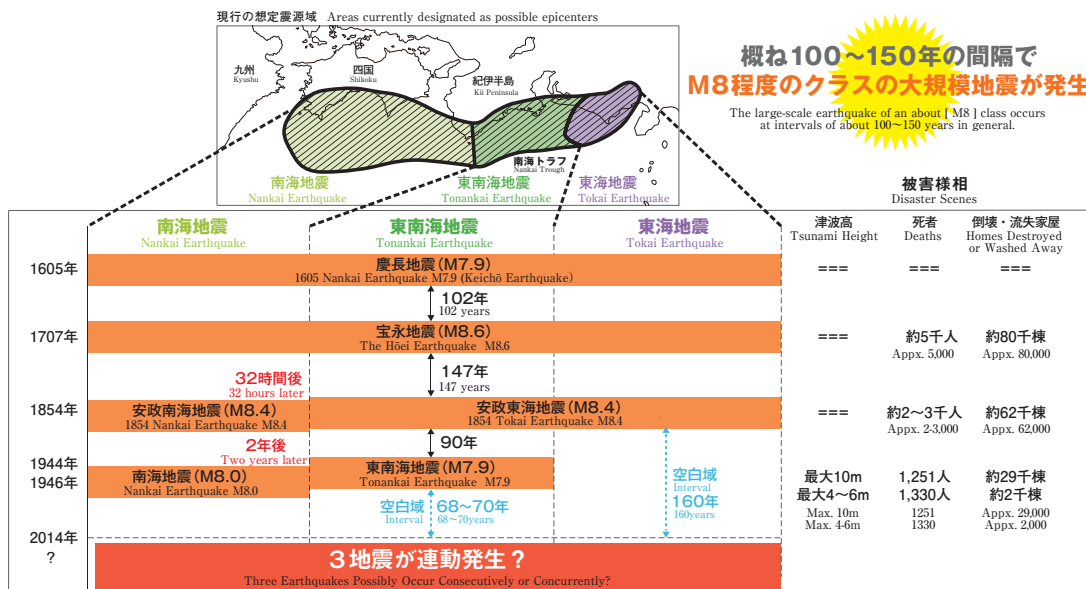 現行の想定震源域 Areas currently designated as possible epicenters
九州
Kyushu
四国
Shikoku
紀伊半島
Kii Peninsula
南海トラフ
Nankai Trough
南海地震
Nankai Earthquake
東南海地震
Tonankai Earthquake
東海地震
Tokai Earthquake
概ね100〜150年の間隔で
M8程度のクラスの大規模地震が発生
The large-scale earthquake of an about [ M8 ] class occurs
at intervals of about 100〜150 years in general.
被害様相
Disaster Scenes
南海地震
Nankai Earthquake
東南海地震
Tonankai Earthquake
東海地震
Tokai Earthquake
津波高
Tsunami Height
死者
Deaths
倒壊・流失家屋
Homes Destroyed
or Washed Away
1605年
慶長地震(M7.9)
1605 Nankai Earthquake M7.9 (Keichō Earthquake)
=== === ===
102年
102 years
1707年
宝永地震(M8.6)
The Hōei Earthquake M8.6
===
約5千人
Appx. 5,000
約80千棟
Appx. 80,000
147年
147 years
32時間後
32 hours later
1854年
安政南海地震(M8.4)
1854 Nankai Earthquake M8.4
安政東海地震(M8.4)
1854 Tokai Earthquake M8.4
===
約2〜3千人
Appx. 2-3,000
約62千棟
Appx. 62,000
90年
2年後
Two years later
1944年
1946年
南海地震(M8.0)
Nankai Earthquake M8.0
東南海地震(M7.9)
Tonankai Earthquake M7.9
最大10m 1,251人 約29千棟
最大4〜6m 1,330人 約2千棟
Max. 10m 1251 Appx. 29,000
Max. 4-6m 1330 Appx. 2,000
空白域
Interval
68〜70年
68〜70years
空白域
Interval
160年
160years
2014年
?
3地震が連動発生？
Three Earthquakes Possibly Occur Consecutively or Concurrently?